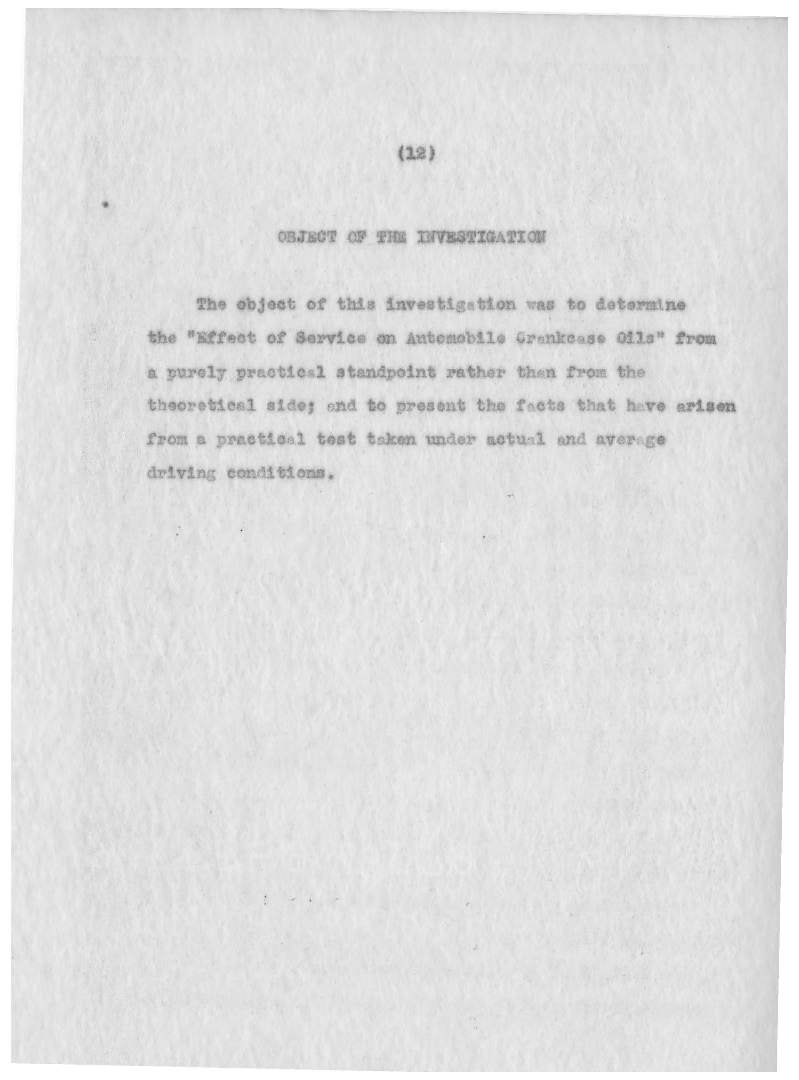 (12)
OBJECT OF THE INVESTIGATION
The object of this investigation was to determine
the "Effect of Service on Automobile Crankcase Oils" from
a purely practical standpoint rather than from the
theoretical side; and to present the facts that have arisen
from a practical test taken under actual and average
driving conditions.